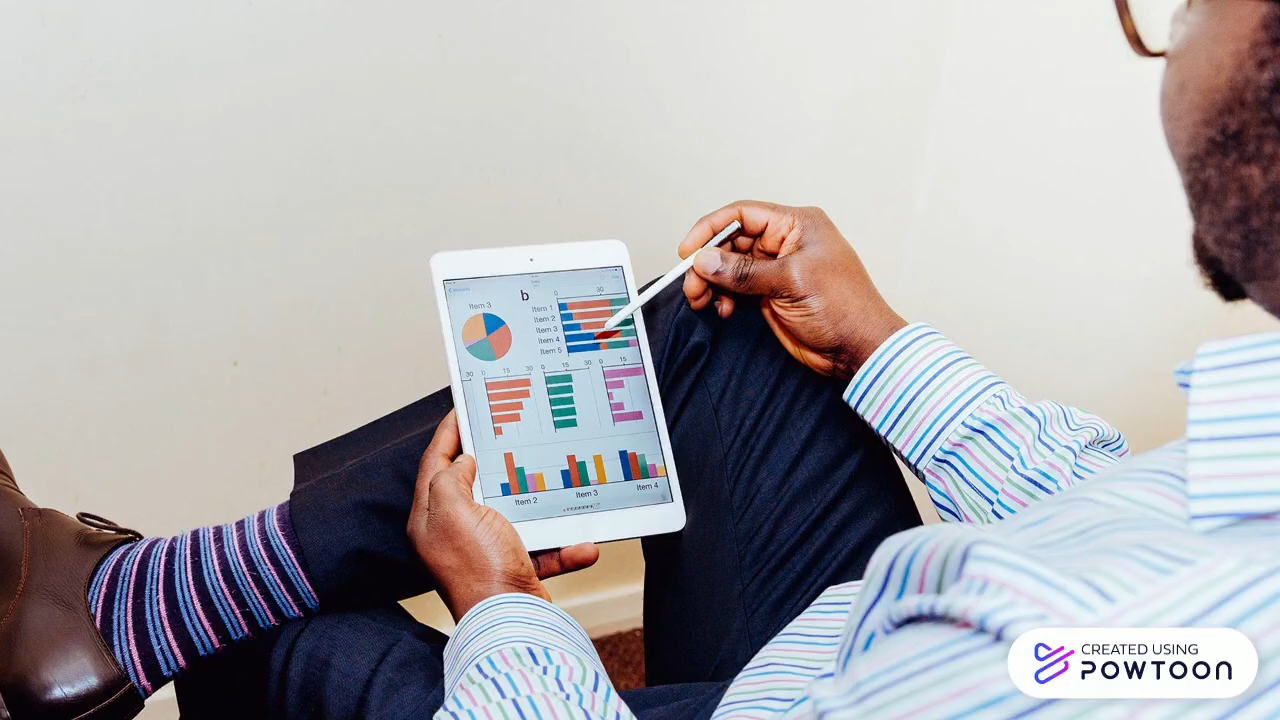 b
Item 3
0 30
Item 1
Item 2
Item 3
Item 4
Item 5
30 0 15 30 0 15 30 0 15
Item 2 Item 3 Item 4
CREATED USING
POWTOON